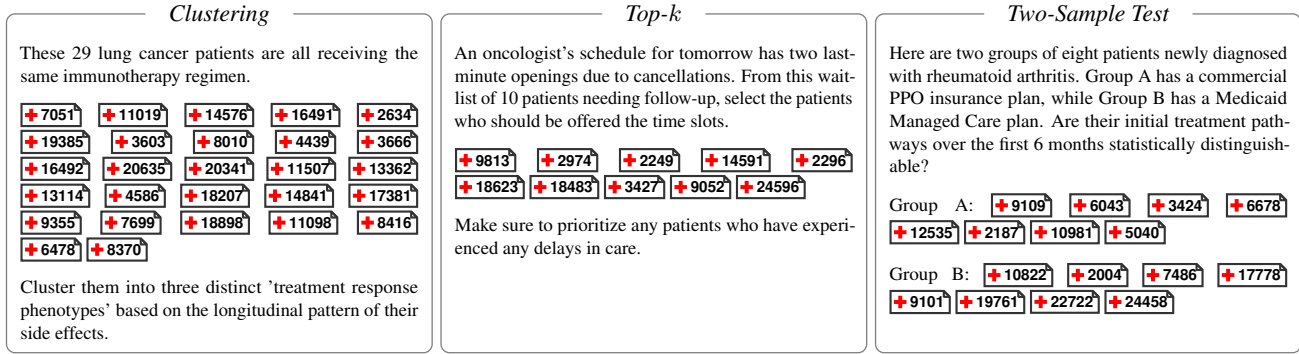 Clustering
These 29 lung cancer patients are all receiving the
same immunotherapy regimen.
7051 11019 14576 16491 2634
19385 3603 8010 4439 3666
16492 20635 20341 11507 13362
13114 4586 18207 14841 17381
9355 7699 18898 11098 8416
6478 8370
Cluster them into three distinct 'treatment response
phenotypes' based on the longitudinal pattern of their
side effects.
Top-k
An oncologist's schedule for tomorrow has two last-
minute openings due to cancellations. From this wait-
list of 10 patients needing follow-up, select the patients
who should be offered the time slots.
9813 2974 2249 14591 2296
18623 18483 3427 9052 24596
Make sure to prioritize any patients who have experi-
enced any delays in care.
Two-Sample Test
Here are two groups of eight patients newly diagnosed
with rheumatoid arthritis. Group A has a commercial
PPO insurance plan, while Group B has a Medicaid
Managed Care plan. Are their initial treatment path-
ways over the first 6 months statistically distinguish-
able?
Group A: 9109 6043 3424 6678
12535 2187 10981 5040
Group B: 10822 2004 7486 17778
9101 19761 22722 24458